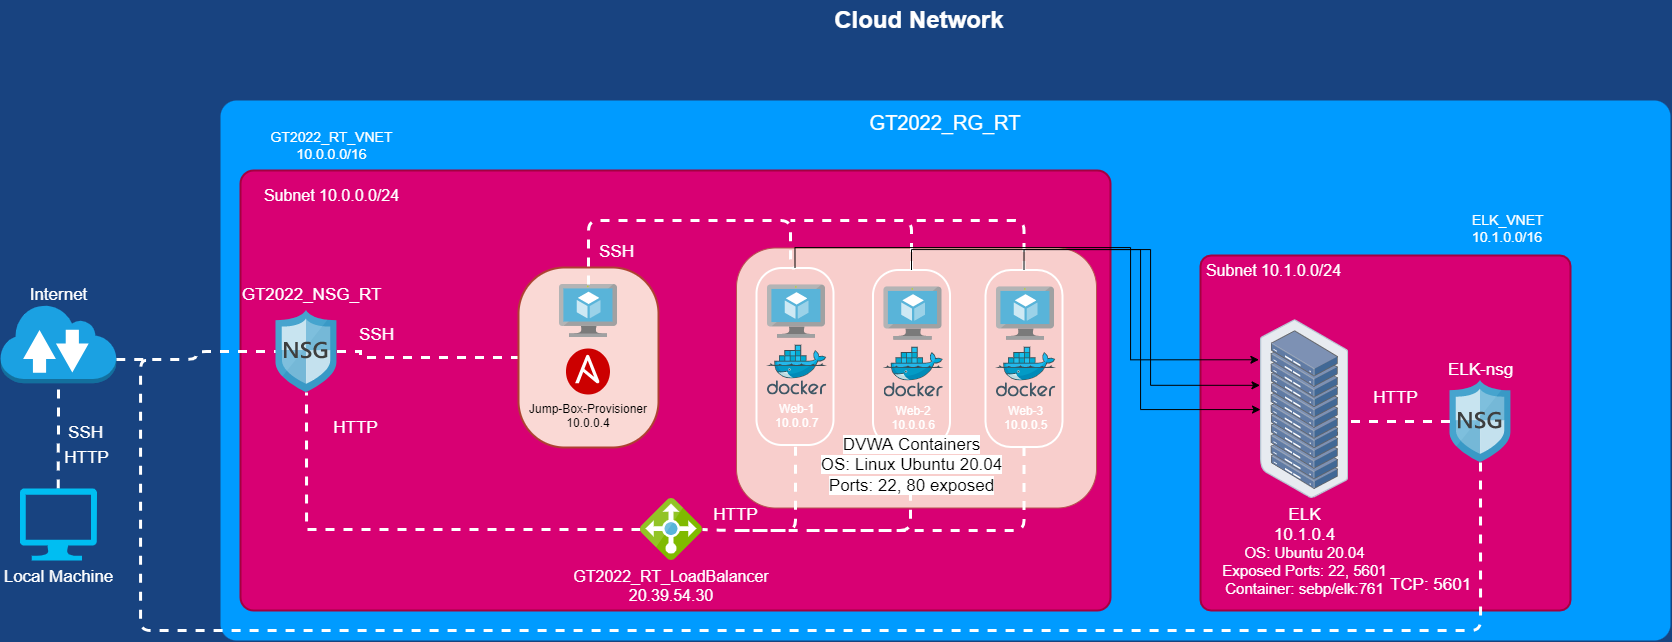 Cloud Network
GT2022_RG_RT
GT2022_RT_VNET
10.0.0.0/16
Subnet 10.0.0.0/24
ELK_VNET
10.1.0.0/16
Subnet 10.1.0.0/24
Internet
SSH
HTTP
Local Machine
GT2022_NSG_RT
NSG
SSH
HTTP
SSH
Jump-Box-Provisioner
10.0.0.4
docker
Web-1
10.0.0.7
docker
Web-2
10.0.0.6
docker
Web-3
10.0.0.5
DVWA Containers
OS: Linux Ubuntu 20.04
Ports: 22, 80 exposed
HTTP
GT2022_RT_LoadBalancer
20.39.54.30
ELK
10.1.0.4
OS: Ubuntu 20.04
Exposed Ports: 22, 5601
Container: sebp/elk:761
HTTP
ELK-nsg
NSG
TCP: 5601